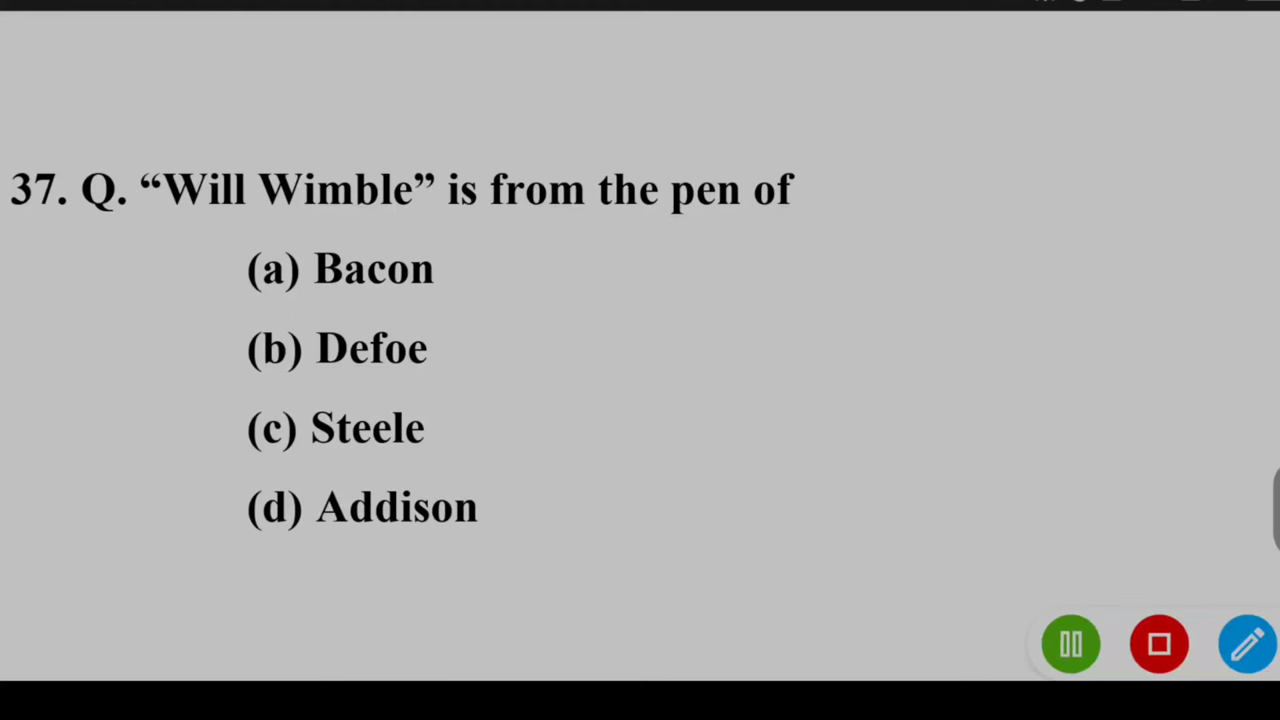 37. Q. “Will Wimble” is from the pen of
(a) Bacon
(b) Defoe
(c) Steele
(d) Addison